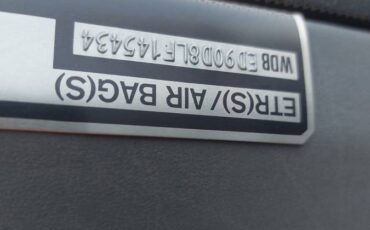 ETR(S)/AIR BAG(S)
WDB ED90D8LF145434